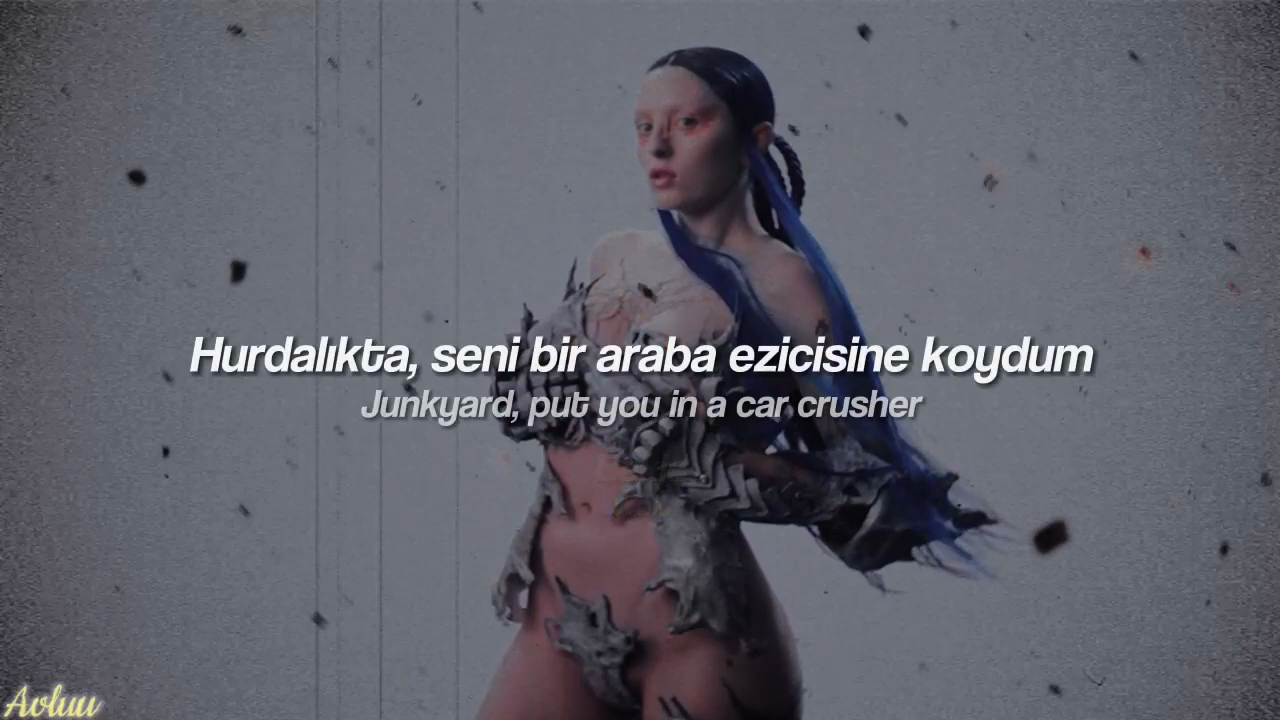 Hurdalıkta, seni bir araba ezicisine koydum
Junkyard, put you in a car crusher
Avluu